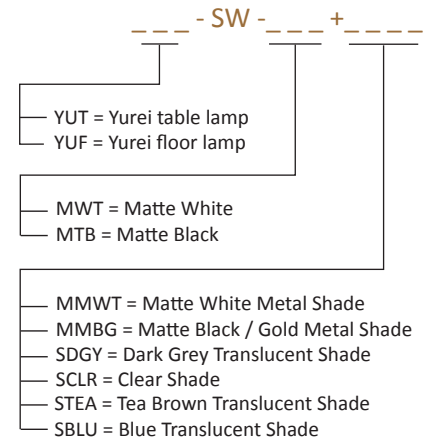 _ _ _ - SW - _ _ _ + _ _ _ _
YUT = Yurei table lamp
YUF = Yurei floor lamp
MWT = Matte White
MTB = Matte Black
MMWT = Matte White Metal Shade
MMBG = Matte Black / Gold Metal Shade
SDGY = Dark Grey Translucent Shade
SCLR = Clear Shade
STEA = Tea Brown Translucent Shade
SBLU = Blue Translucent Shade